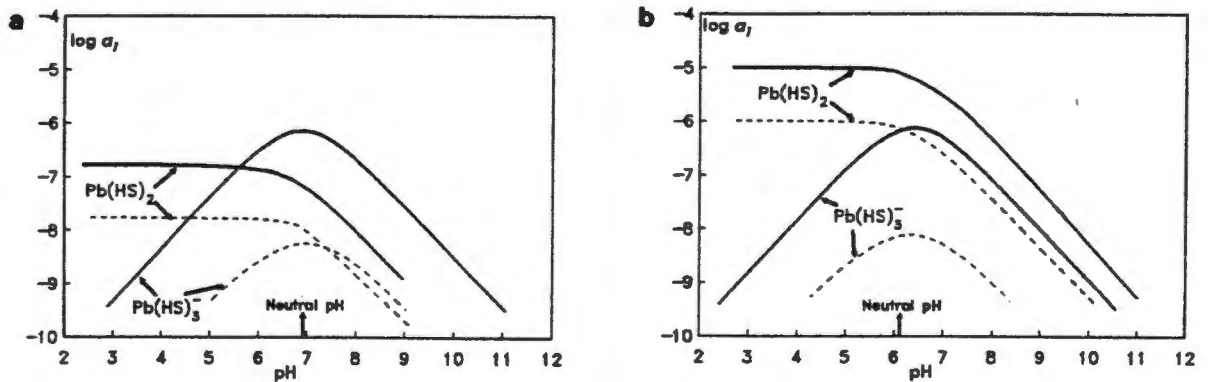 a
log a_i
-4
-5
-6
-7
-8
-9
-10
Pb(HS)₂
Pb(HS)₃⁻
Neutral pH
2 3 4 5 6 7 8 9 10 11 12
pH
b
log a_i
-4
-5
-6
-7
-8
-9
-10
Pb(HS)₂
Pb(HS)₃⁻
Neutral pH
2 3 4 5 6 7 8 9 10 11 12
pH